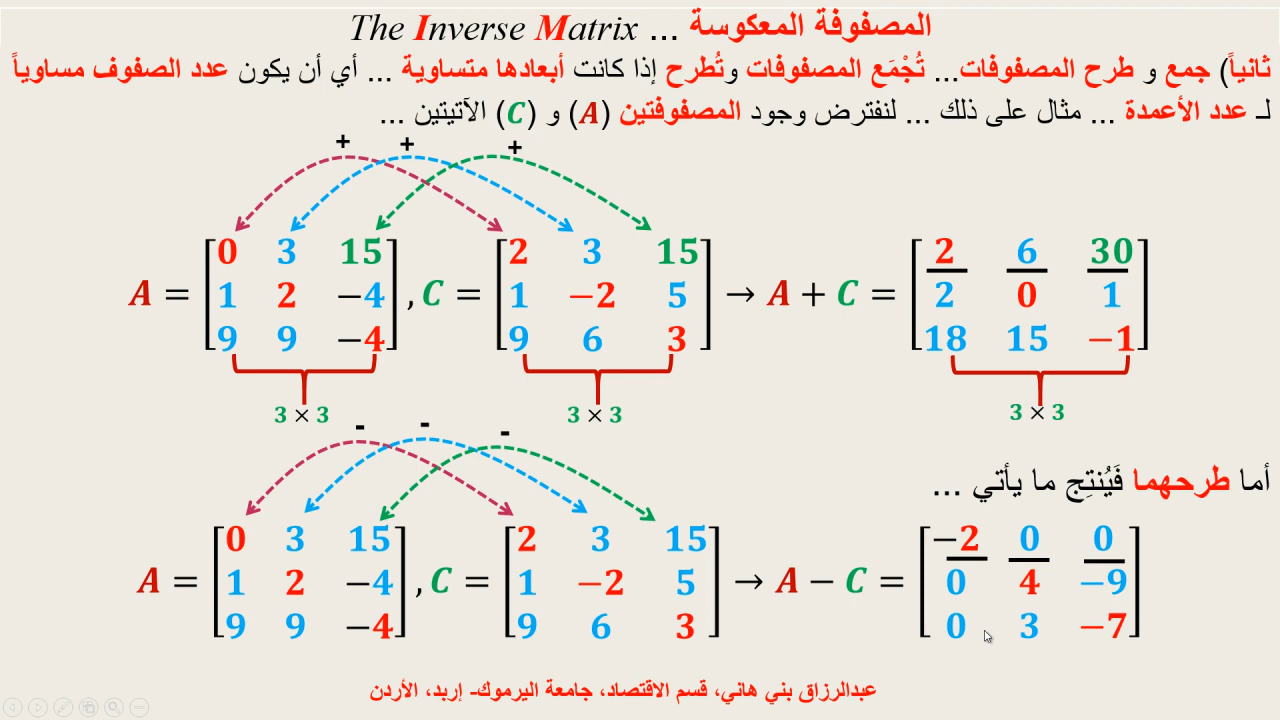 المصفوفة المعكوسة ... The Inverse Matrix
ثانياً) جمع و طرح المصفوفات... تُجْمَع المصفوفات وتُطرح إذا كانت أبعادها متساوية ... أي أن يكون عدد الصفوف مساوياً
لـ عدد الأعمدة ... مثال على ذلك ... لنفترض وجود المصفوفتين (A) و (C) الآتيتين ...
+ + +
A = [0 3 15; 1 2 −4; 9 9 −4], C = [2 3 15; 1 −2 5; 9 6 3] → A + C = [2 6 30; 2 0 1; 18 15 −1]
3 × 3 3 × 3 3 × 3
- - -
أما طرحهما فَيُنتِج ما يأتي ...
A = [0 3 15; 1 2 −4; 9 9 −4], C = [2 3 15; 1 −2 5; 9 6 3] → A − C = [−2 0 0; 0 4 −9; 0 3 −7]
عبدالرزاق بني هاني، قسم الاقتصاد، جامعة اليرموك- إربد، الأردن